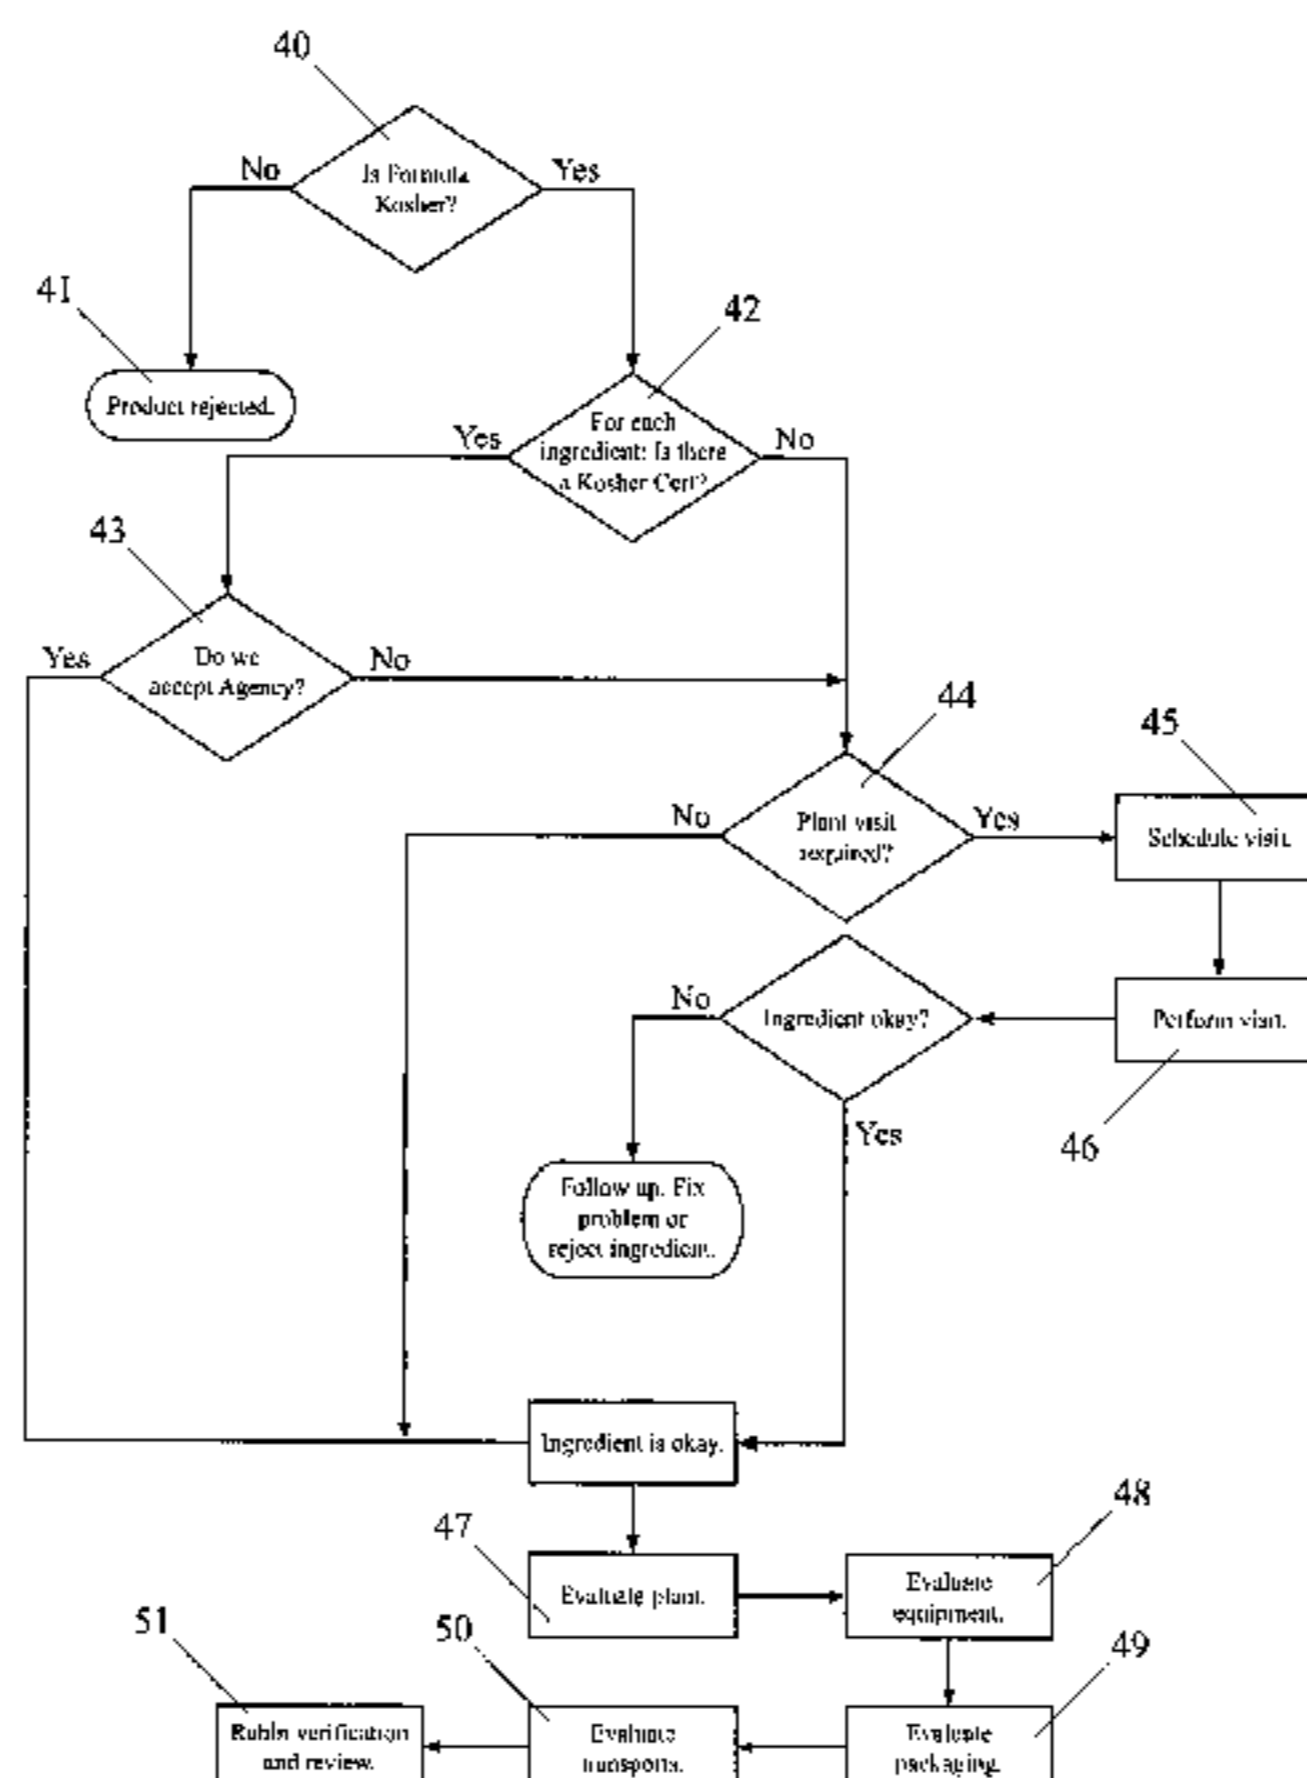 40
No
Yes
Is Formula
Kosher?
41
42
Product rejected.
Yes
For each
ingredient: Is there
a Kosher Cert?
No
43
Yes
Do we
accept Agency?
No
44
45
No
Plant visit
required?
Yes
Schedule visit.
No
Ingredient okay?
Perform visit.
Yes
46
Follow up. Fix
problem or
reject ingredient.
Ingredient is okay.
48
47
Evaluate plant.
Evaluate
equipment.
51
50
49
Rabbi verification
and review.
Evaluate
transports.
Evaluate
packaging.